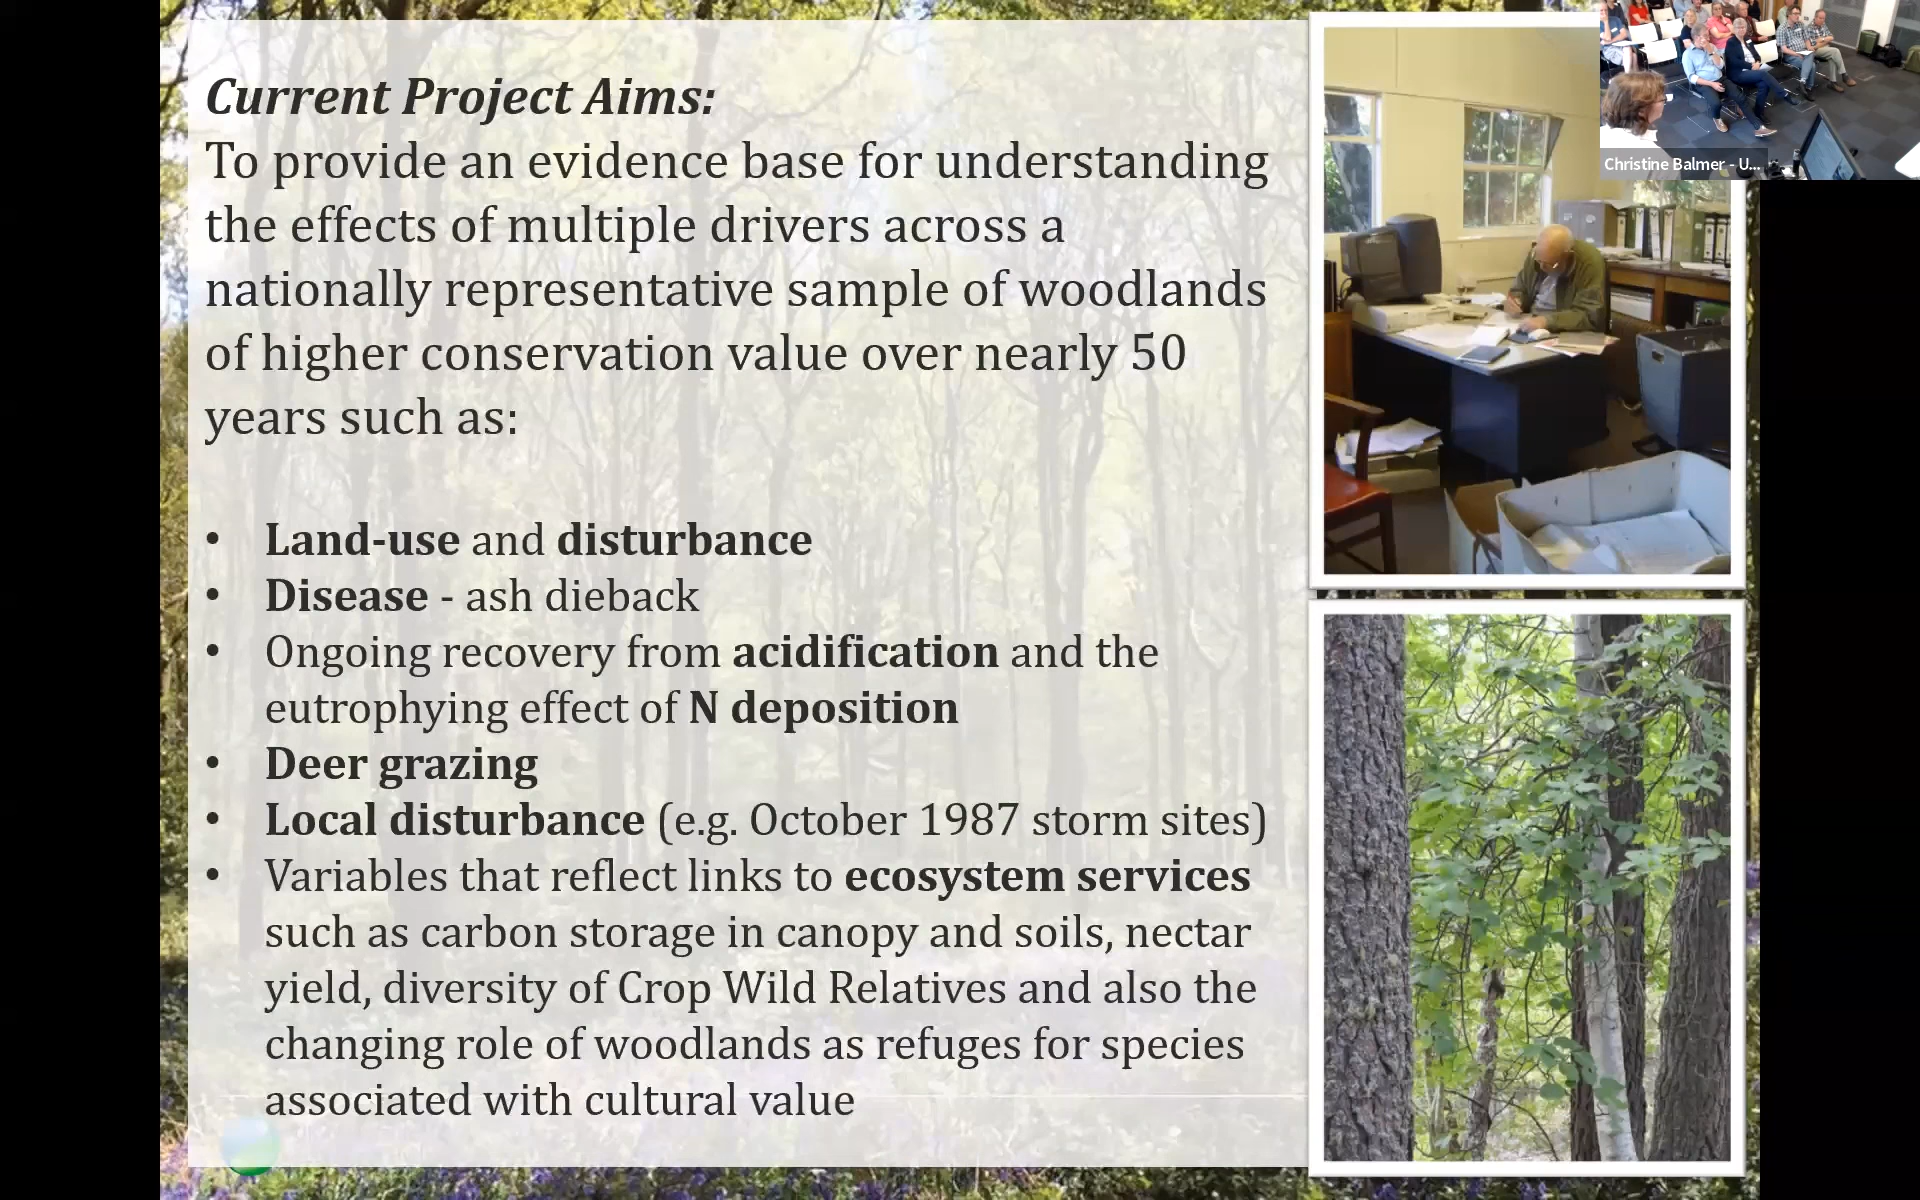 Current Project Aims:
To provide an evidence base for understanding
the effects of multiple drivers across a
nationally representative sample of woodlands
of higher conservation value over nearly 50
years such as:
• Land-use and disturbance
• Disease - ash dieback
• Ongoing recovery from acidification and the
eutrophying effect of N deposition
• Deer grazing
• Local disturbance (e.g. October 1987 storm sites)
• Variables that reflect links to ecosystem services
such as carbon storage in canopy and soils, nectar
yield, diversity of Crop Wild Relatives and also the
changing role of woodlands as refuges for species
associated with cultural value
Christine Balmer - U...